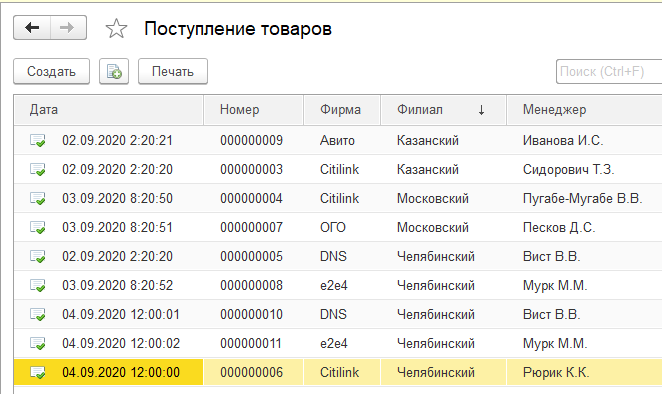 Поступление товаров
Создать Печать Поиск (Ctrl+F)
Дата Номер Фирма Филиал ↓ Менеджер
02.09.2020 2:20:21 000000009 Авито Казанский Иванова И.С.
02.09.2020 2:20:20 000000003 Citilink Казанский Сидорович Т.З.
03.09.2020 8:20:50 000000004 Citilink Московский Пугабе-Мугабе В.В.
03.09.2020 8:20:51 000000007 ОГО Московский Песков Д.С.
02.09.2020 2:20:20 000000005 DNS Челябинский Вист В.В.
03.09.2020 8:20:52 000000008 e2e4 Челябинский Мурк М.М.
04.09.2020 12:00:01 000000010 DNS Челябинский Вист В.В.
04.09.2020 12:00:02 000000011 e2e4 Челябинский Мурк М.М.
04.09.2020 12:00:00 000000006 Citilink Челябинский Рюрик К.К.